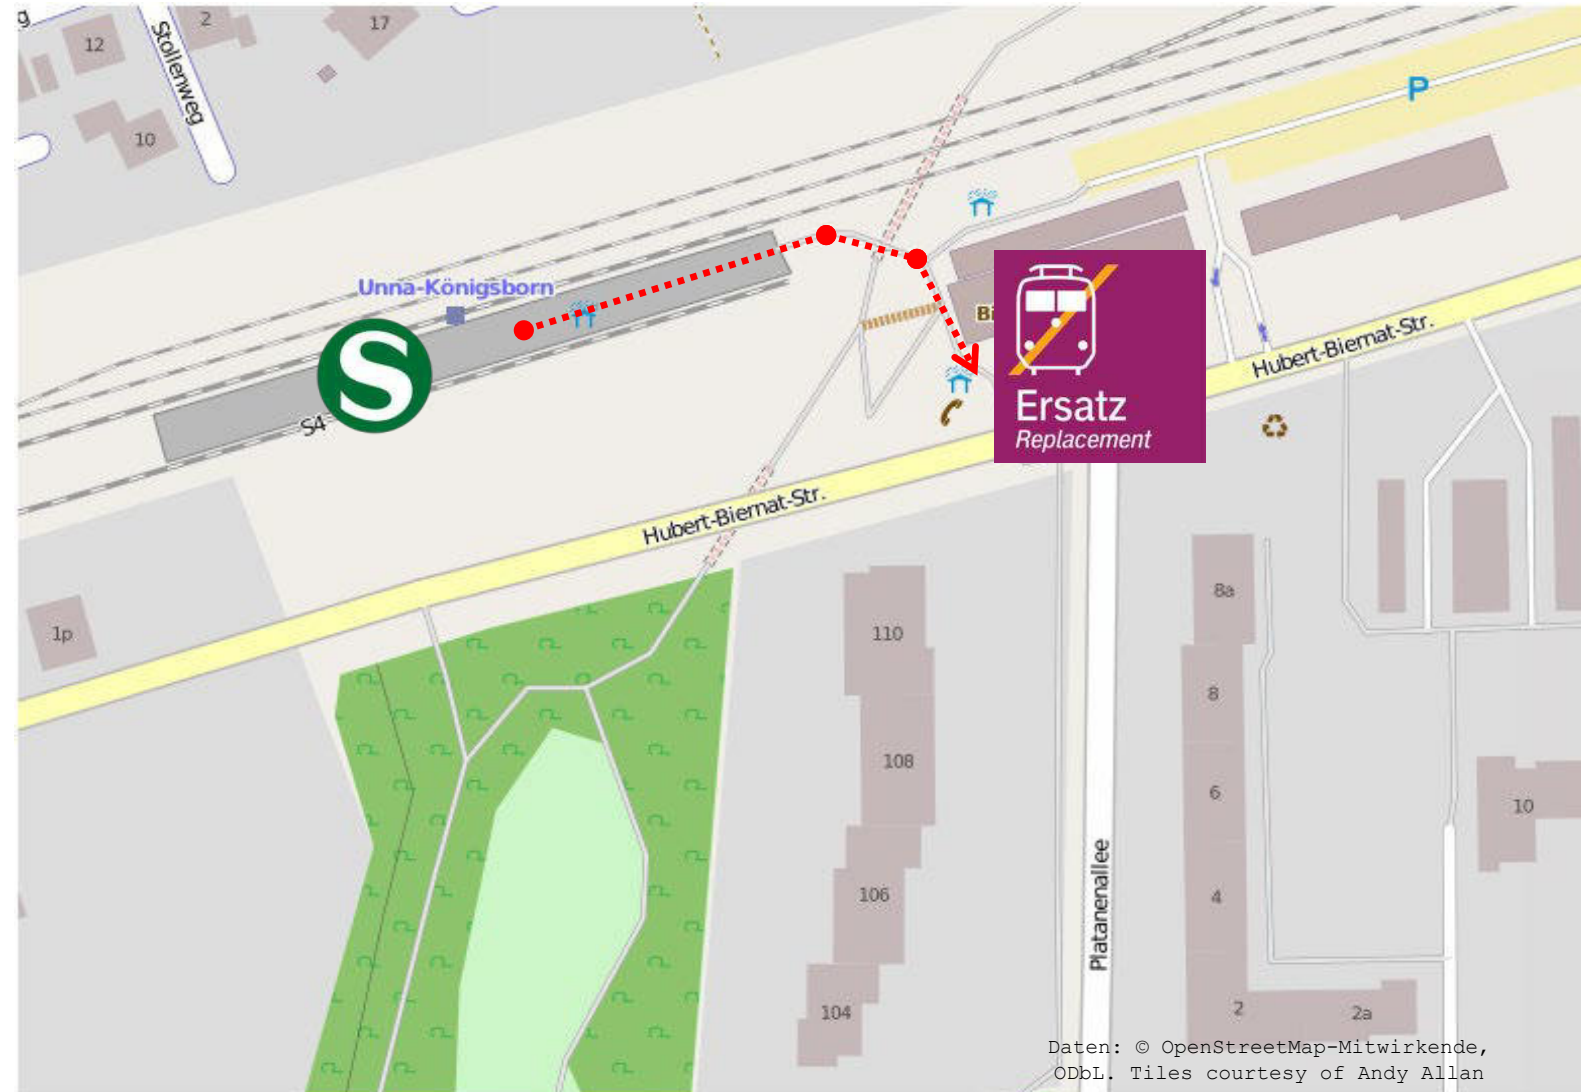 g
2
17
12
Stollenweg
10
P
Unna-Königsborn
S
S4
Bi
Ersatz
Replacement
Hubert-Biernat-Str.
Hubert-Biernat-Str.
1p
110
8a
8
108
6
10
106
4
Platanenallee
104
2
2a
Daten: © OpenStreetMap-Mitwirkende,
ODbL. Tiles courtesy of Andy Allan